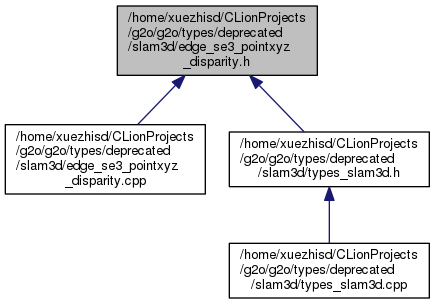 /home/xuezhisd/CLionProjects
/g2o/g2o/types/deprecated
/slam3d/edge_se3_pointxyz
_disparity.h
/home/xuezhisd/CLionProjects
/g2o/g2o/types/deprecated
/slam3d/edge_se3_pointxyz
_disparity.cpp
/home/xuezhisd/CLionProjects
/g2o/g2o/types/deprecated
/slam3d/types_slam3d.h
/home/xuezhisd/CLionProjects
/g2o/g2o/types/deprecated
/slam3d/types_slam3d.cpp